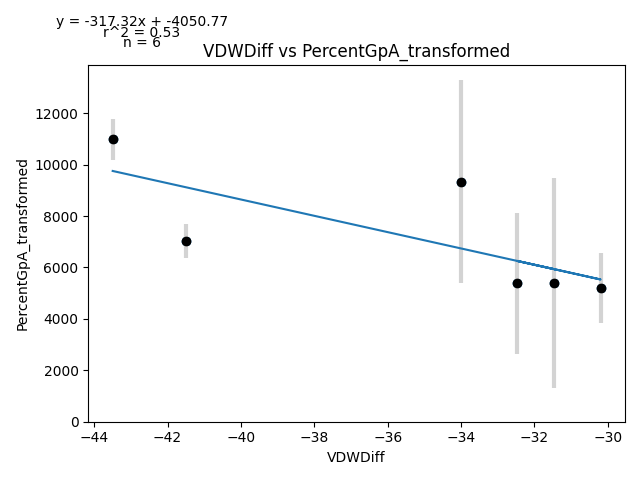 y = -317.32x + -4050.77
r^2 = 0.53
n = 6
VDWDiff vs PercentGpA_transformed
12000
10000
8000
6000
4000
2000
0
PercentGpA_transformed
−44
−42
−40
−38
−36
−34
−32
−30
VDWDiff